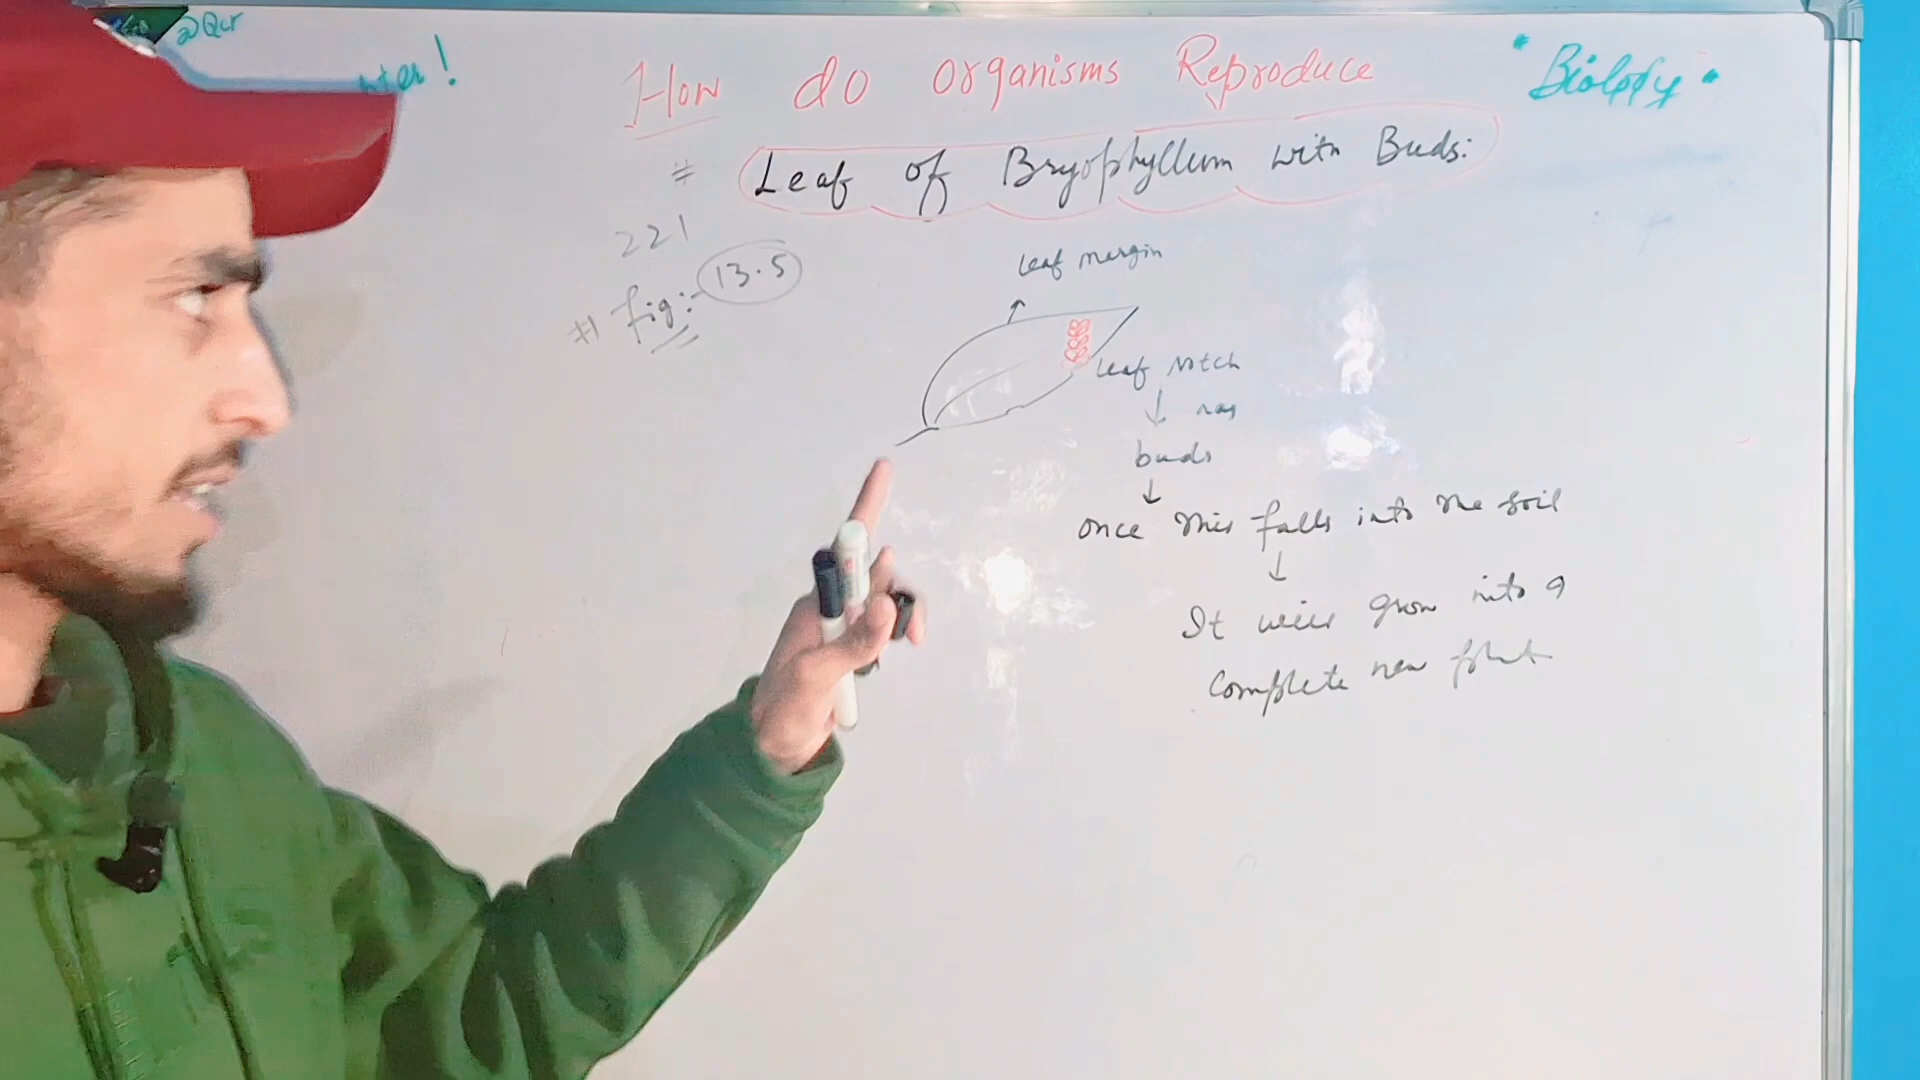 @Qcr
How do organisms Reproduce
"Biology"
# Leaf of Bryophyllum with Buds:
221
# fig:- 13.5
leaf margin
leaf notch
↓ has
buds
↓
once this falls into the soil
↓
It will grow into a
complete new plant